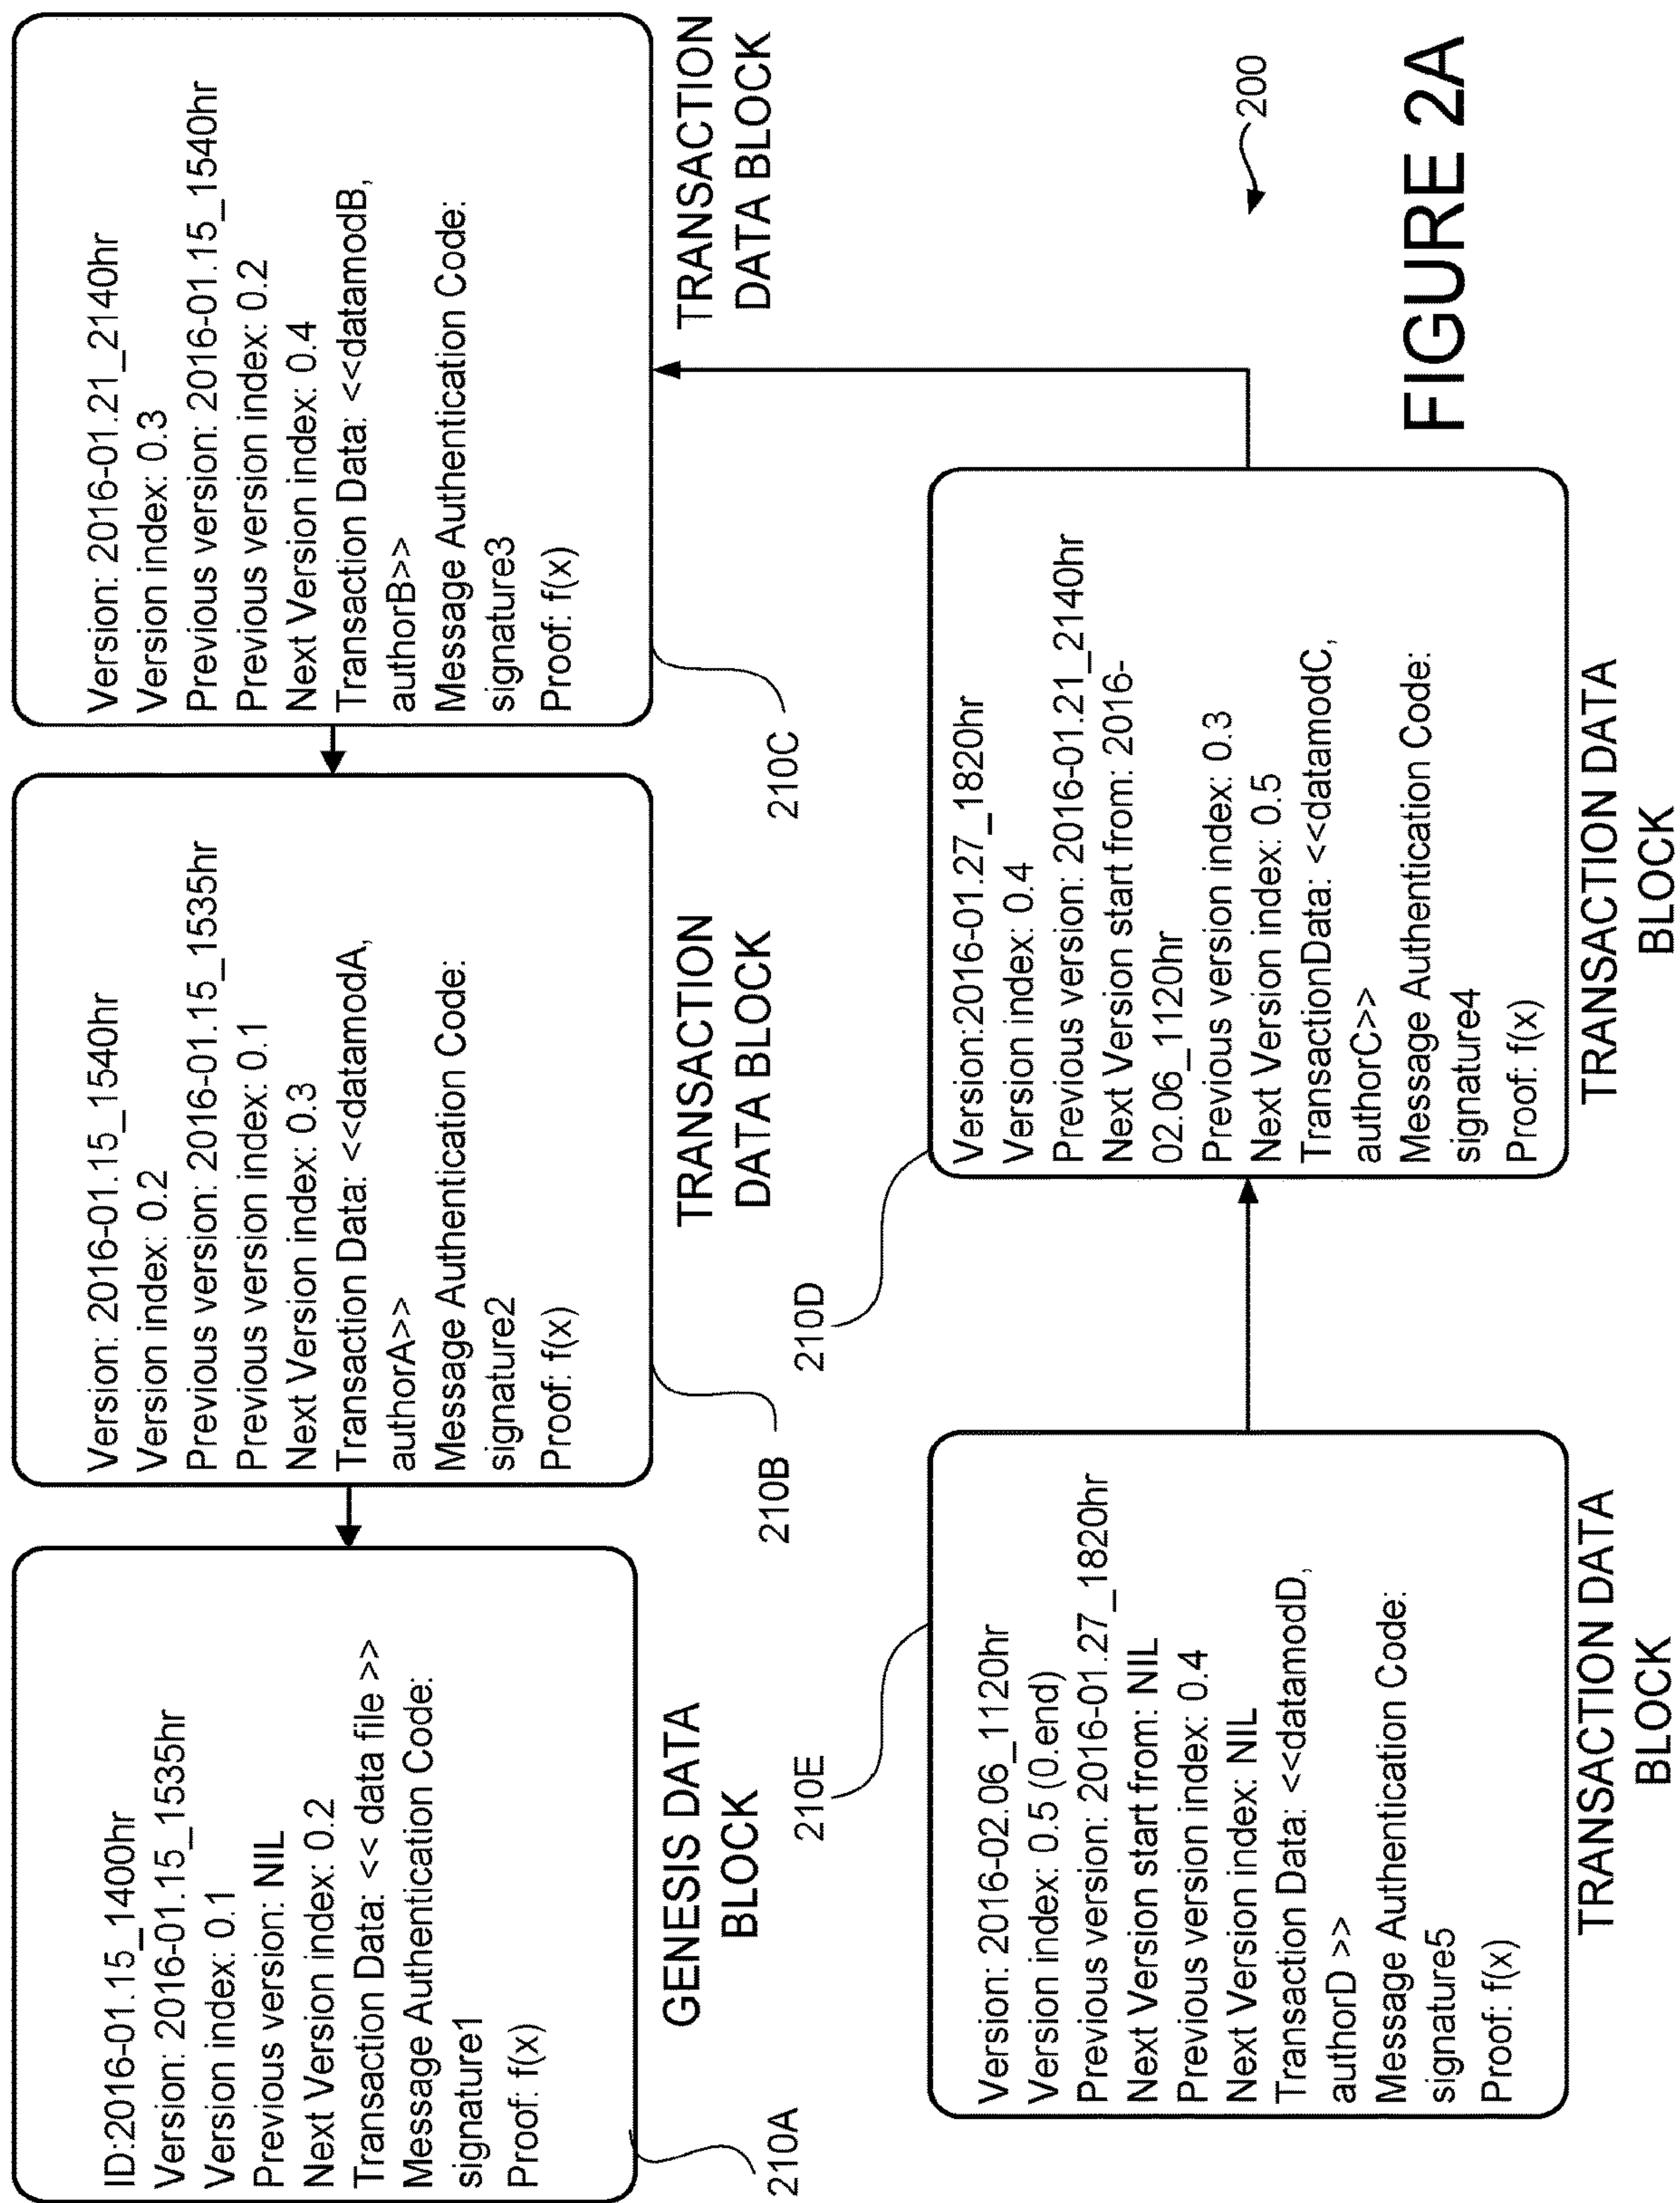 ID:2016-01.15_1400hr
Version: 2016-01.15_1535hr
Version index: 0.1
Previous version: NIL
Next Version index: 0.2
Transaction Data: << data file >>
Message Authentication Code:
signature1
Proof: f(x)
GENESIS DATA
BLOCK
210A
Version: 2016-01.15_1540hr
Version index: 0.2
Previous version: 2016-01.15_1535hr
Previous version index: 0.1
Next Version index: 0.3
Transaction Data: <<datamodA,
authorA>>
Message Authentication Code:
signature2
Proof: f(x)
TRANSACTION
DATA BLOCK
210B
Version: 2016-01.21_2140hr
Version index: 0.3
Previous version: 2016-01.15_1540hr
Previous version index: 0.2
Next Version index: 0.4
Transaction Data: <<datamodB,
authorB>>
Message Authentication Code:
signature3
Proof: f(x)
TRANSACTION
DATA BLOCK
210C
210E
Version: 2016-02.06_1120hr
Version index: 0.5 (0.end)
Previous version: 2016-01.27_1820hr
Next Version start from: NIL
Previous version index: 0.4
Next Version index: NIL
Transaction Data: <<datamodD,
authorD >>
Message Authentication Code:
signature5
Proof: f(x)
TRANSACTION DATA
BLOCK
210D
Version:2016-01.27_1820hr
Version index: 0.4
Previous version: 2016-01.21_2140hr
Next Version start from: 2016-
02.06_1120hr
Previous version index: 0.3
Next Version index: 0.5
TransactionData: <<datamodC,
authorC>>
Message Authentication Code:
signature4
Proof: f(x)
TRANSACTION DATA
BLOCK
200
FIGURE 2A